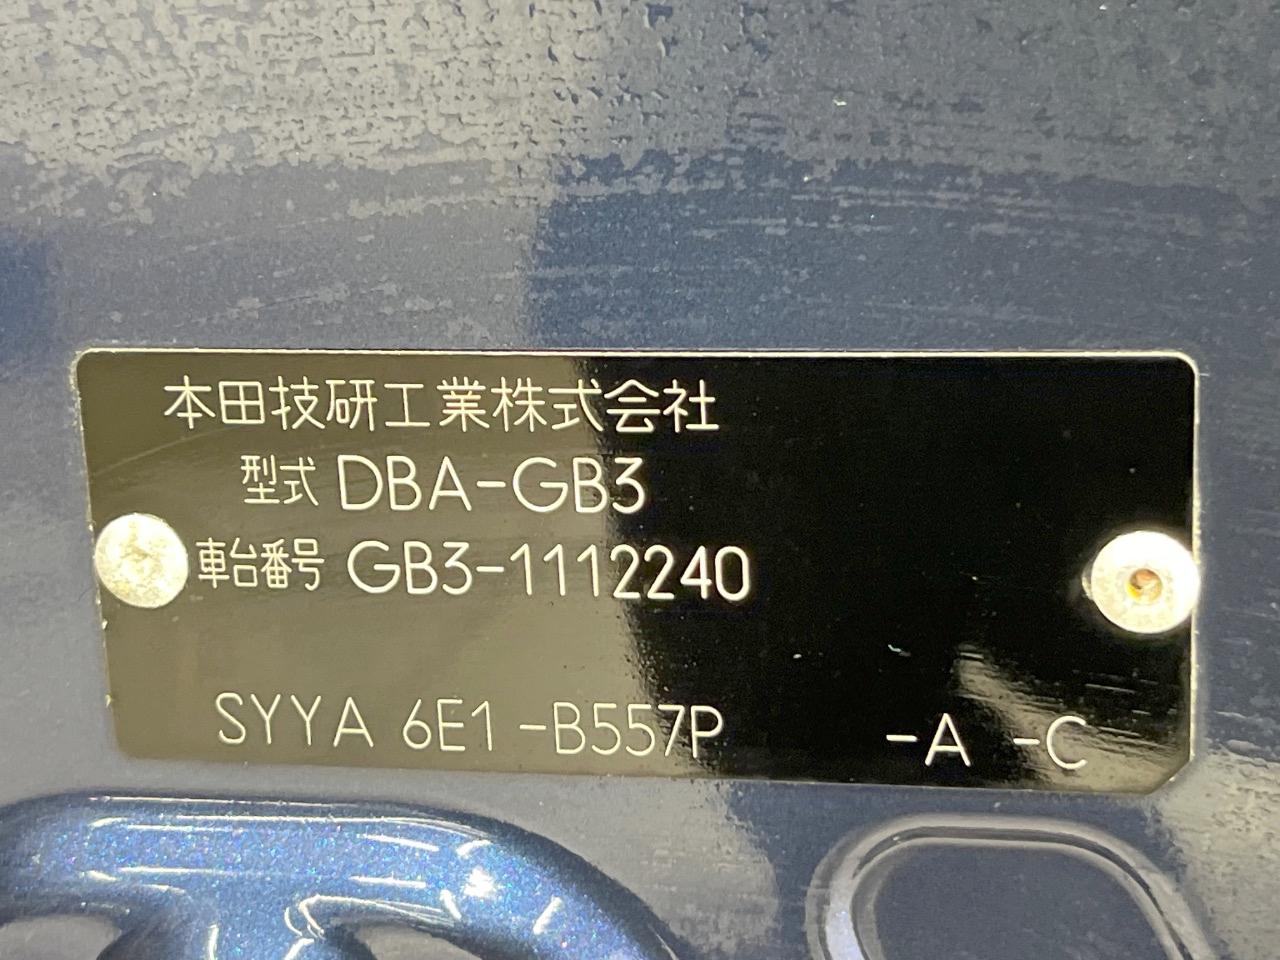 本田技研工業株式会社
型式 DBA-GB3
車台番号 GB3-1112240
SYYA 6E1 -B557P -A -C